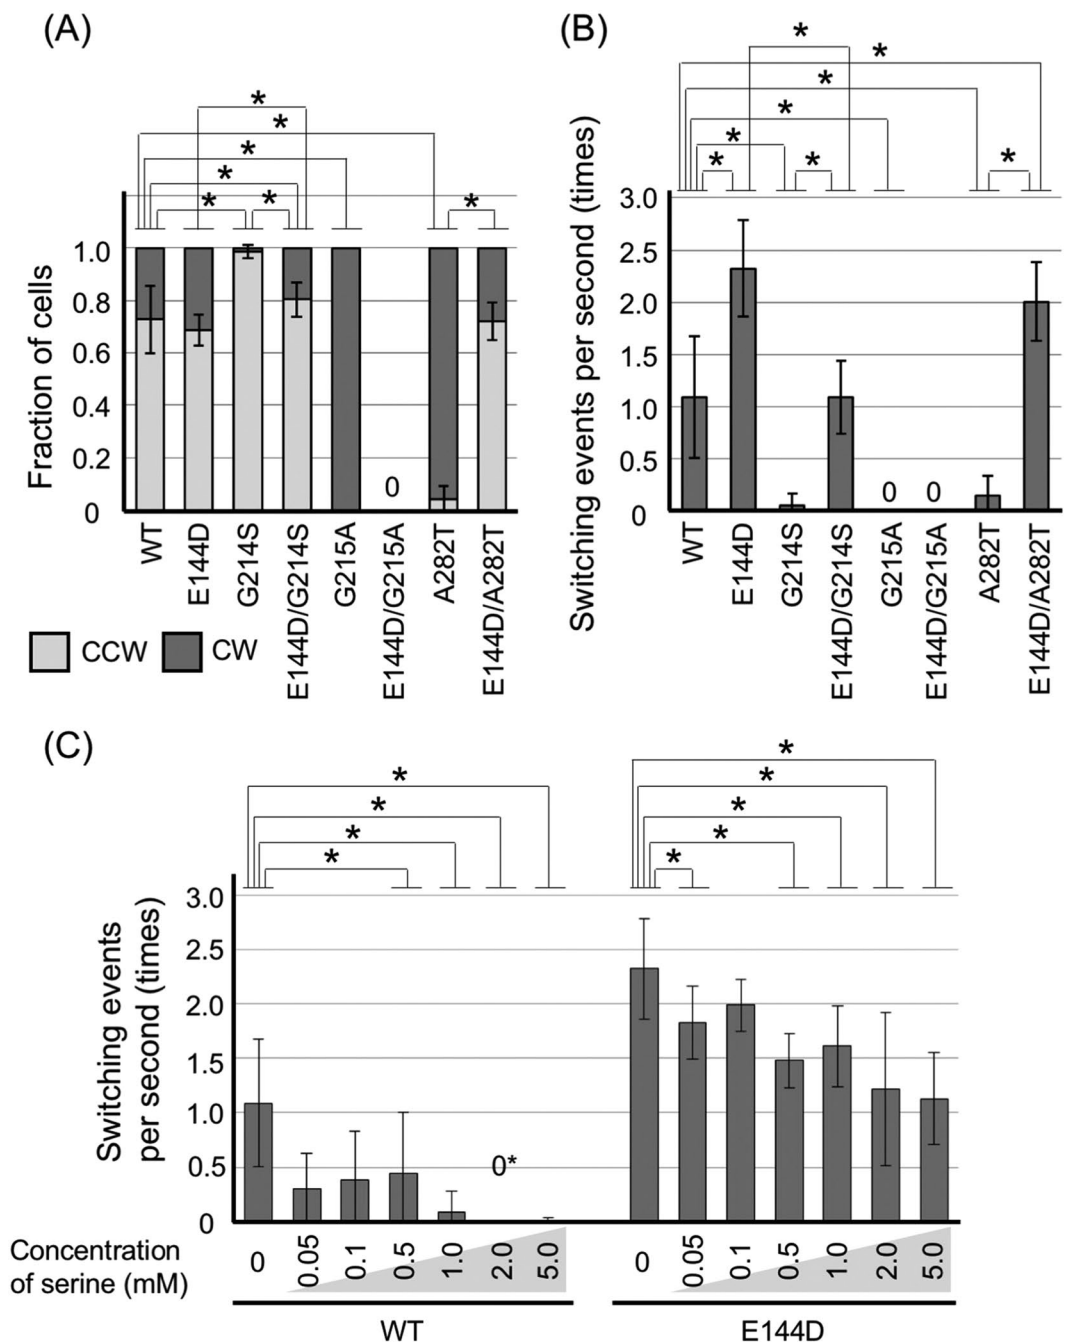 (A)
Fraction of cells
1.0
0.8
0.6
0.4
0.2
0
* * * * * * * *
0
WT
E144D
G214S
E144D/G214S
G215A
E144D/G215A
A282T
E144D/A282T
CCW
CW
(B)
Switching events per second (times)
3.0
2.5
2.0
1.5
1.0
0.5
0
* * * * * * * *
0
0
WT
E144D
G214S
E144D/G214S
G215A
E144D/G215A
A282T
E144D/A282T
(C)
Switching events
per second (times)
3.0
2.5
2.0
1.5
1.0
0.5
0
* * * *
* * * * *
0*
Concentration
of serine (mM)
0
0.05
0.1
0.5
1.0
2.0
5.0
0
0.05
0.1
0.5
1.0
2.0
5.0
WT
E144D